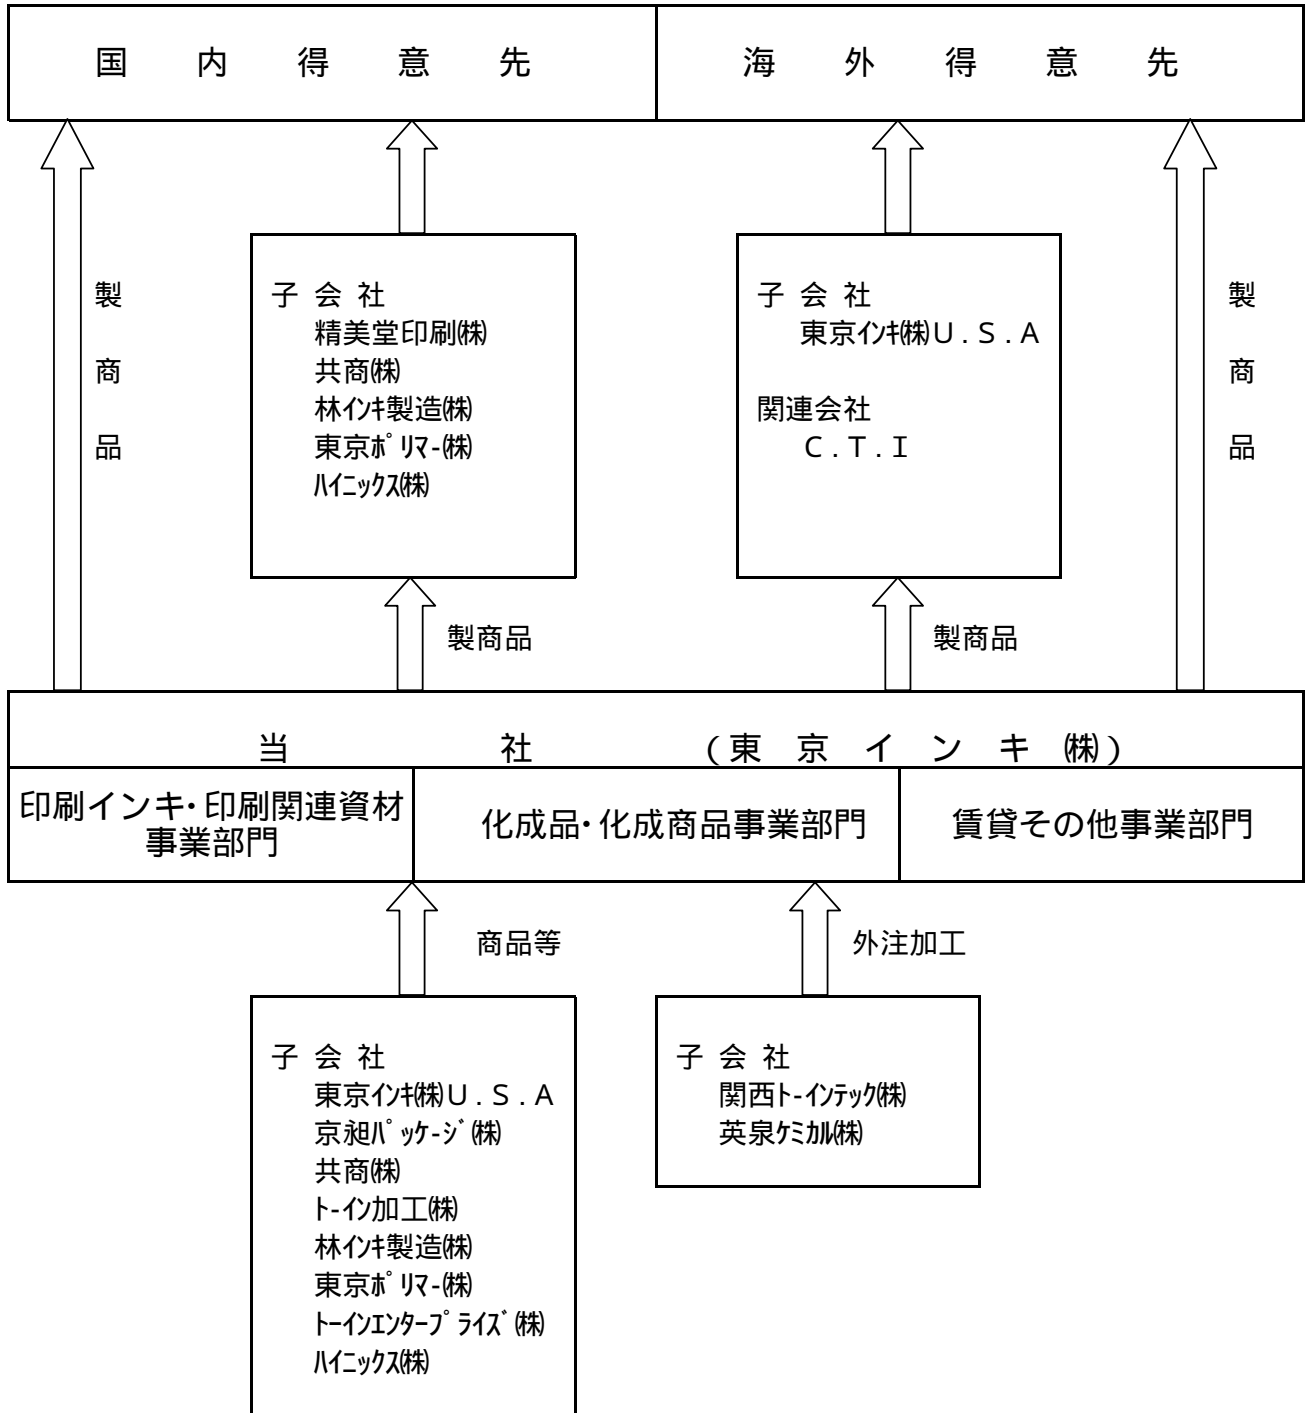 国内得意先
海外得意先
製商品
子会社
精美堂印刷㈱
共商㈱
林インキ製造㈱
東京ポリマー㈱
ハイニックス㈱
子会社
東京インキ㈱U.S.A
関連会社
C.T.I
製商品
製商品
製商品
当社(東京インキ㈱)
印刷インキ・印刷関連資材
事業部門
化成品・化成商品事業部門
賃貸その他事業部門
商品等
外注加工
子会社
東京インキ㈱U.S.A
京昶パッケージ㈱
共商㈱
トーイン加工㈱
林インキ製造㈱
東京ポリマー㈱
トーインエンタープライズ㈱
ハイニックス㈱
子会社
関西トーインテック㈱
英泉ケミカル㈱